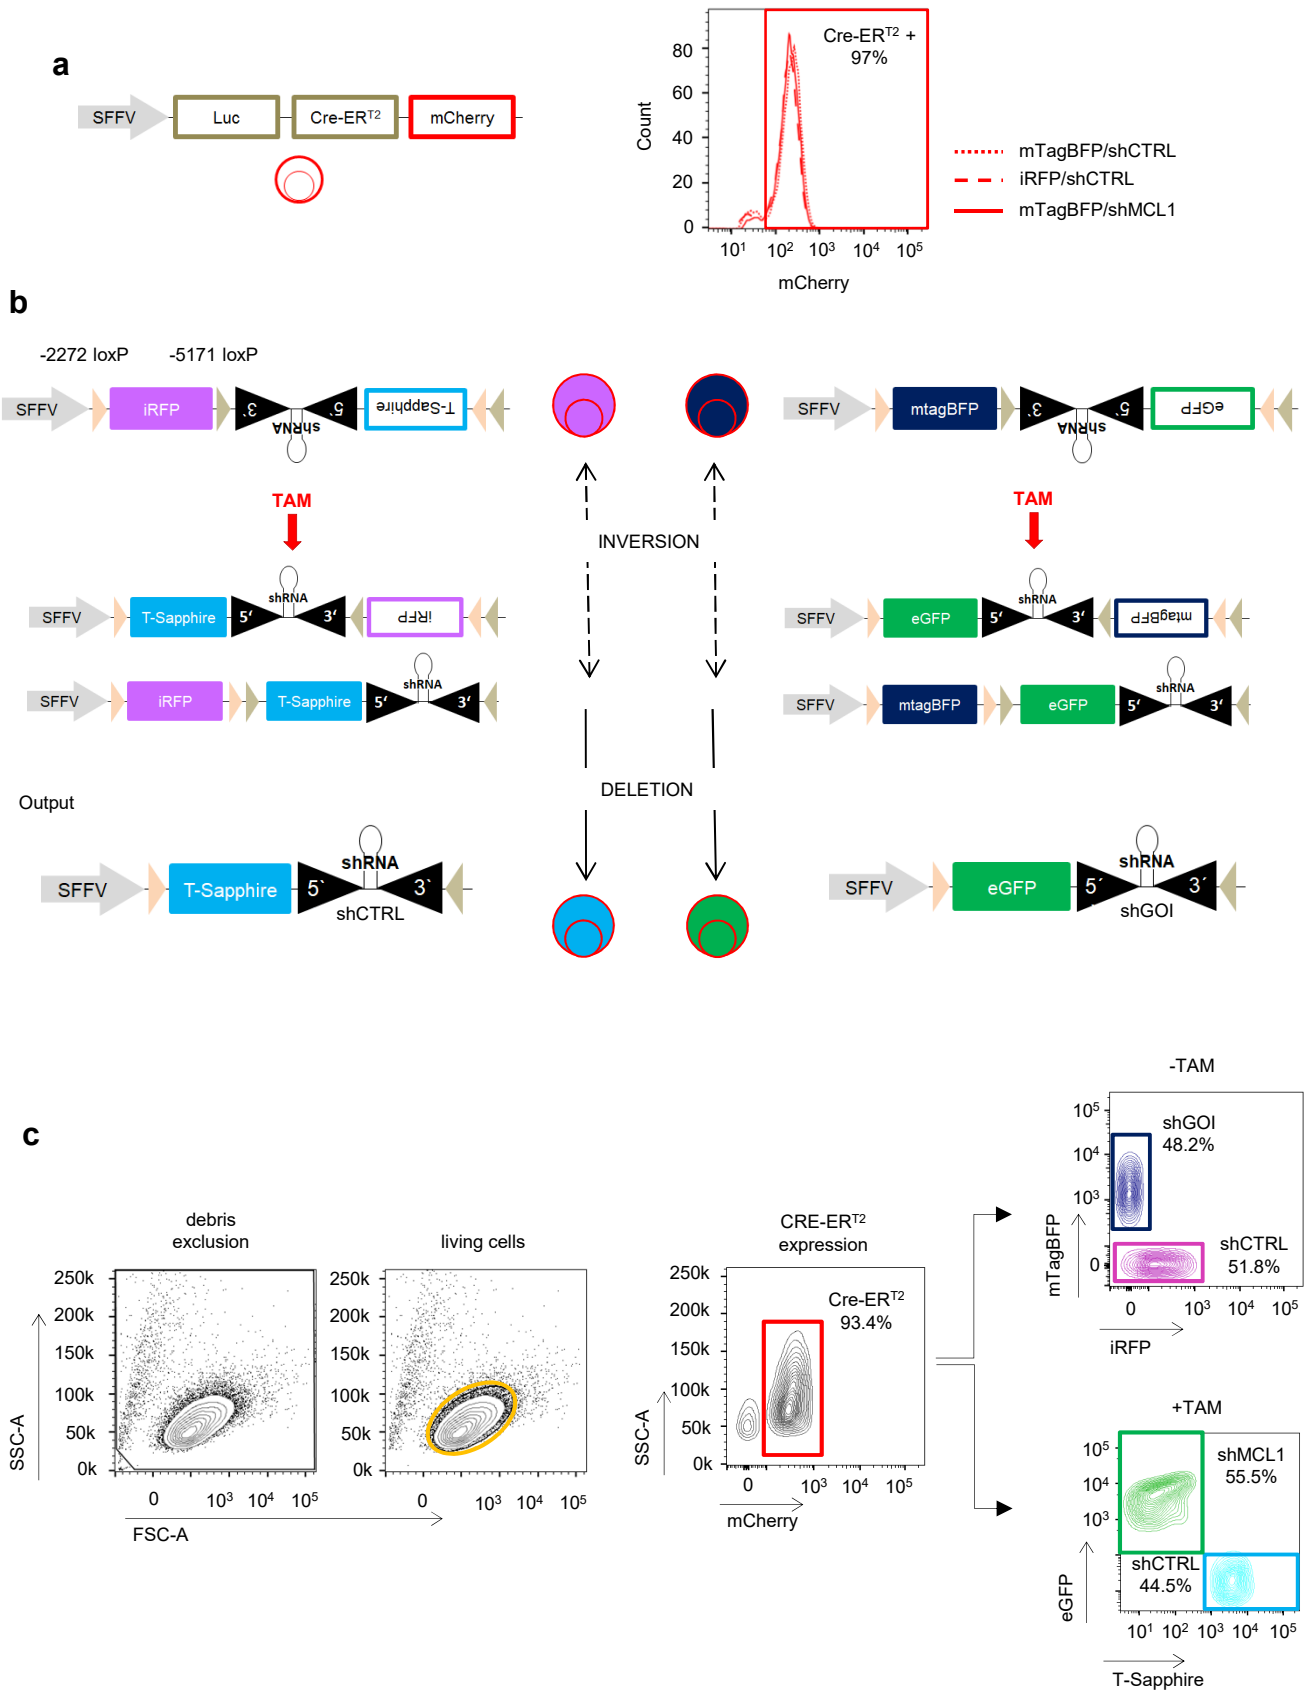 a
SFFV
Luc
Cre-ERT2
mCherry
Count
80
60
40
20
0
Cre-ERT2 +
97%
101 102 103 104 105
mCherry
mTagBFP/shCTRL
iRFP/shCTRL
mTagBFP/shMCL1
b
-2272 loxP -5171 loxP
SFFV iRFP 3` shRNA 5` T-Sapphire
SFFV mtagBFP 3` shRNA 5` eGFP
TAM
TAM
INVERSION
SFFV T-Sapphire 5‘ shRNA 3‘ iRFP
SFFV eGFP 5‘ shRNA 3‘ mtagBFP
SFFV iRFP T-Sapphire 5‘ shRNA 3‘
SFFV mtagBFP eGFP 5‘ shRNA 3‘
DELETION
Output
SFFV T-Sapphire 5` shRNA 3`
shCTRL
SFFV eGFP 5´ shRNA 3´
shGOI
c
debris
exclusion
living cells
CRE-ERT2
expression
SSC-A
250k
200k
150k
100k
50k
0k
0 103 104 105
FSC-A
250k
200k
150k
100k
50k
0k
0 103 104 105
SSC-A
250k
200k
150k
100k
50k
0k
Cre-ERT2
93.4%
0 103 104 105
mCherry
-TAM
mTagBFP
105
104
103
0
shGOI
48.2%
shCTRL
51.8%
0 103 104 105
iRFP
+TAM
eGFP
105
104
103
shMCL1
55.5%
shCTRL
44.5%
101 102 103 104 105
T-Sapphire